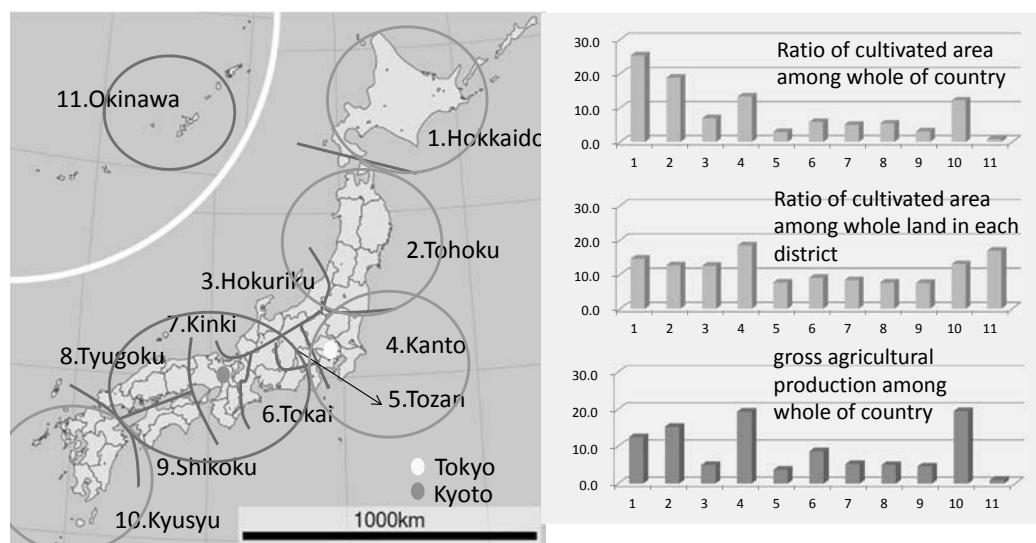 11.Okinawa
1.Hokkaido
2.Tohoku
3.Hokuriku
7.Kinki
4.Kanto
8.Tyugoku
5.Tozan
6.Tokai
9.Shikoku
Tokyo
Kyoto
10.Kyusyu
1000km
Ratio of cultivated area
among whole of country
30.0
20.0
10.0
0.0
1 2 3 4 5 6 7 8 9 10 11
Ratio of cultivated area
among whole land in each
district
30.0
20.0
10.0
0.0
1 2 3 4 5 6 7 8 9 10 11
gross agricultural
production among
whole of country
20.0
10.0
0.0
1 2 3 4 5 6 7 8 9 10 11